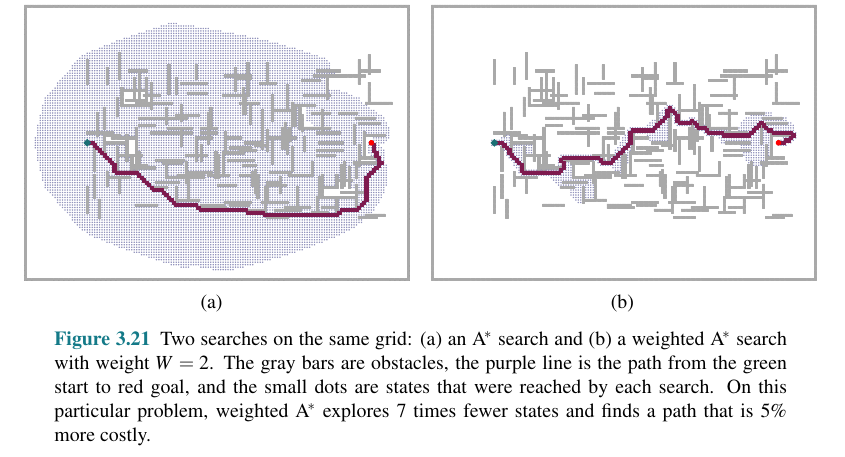 (a)
(b)
Figure 3.21 Two searches on the same grid: (a) an A* search and (b) a weighted A* search
with weight W = 2. The gray bars are obstacles, the purple line is the path from the green
start to red goal, and the small dots are states that were reached by each search. On this
particular problem, weighted A* explores 7 times fewer states and finds a path that is 5%
more costly.